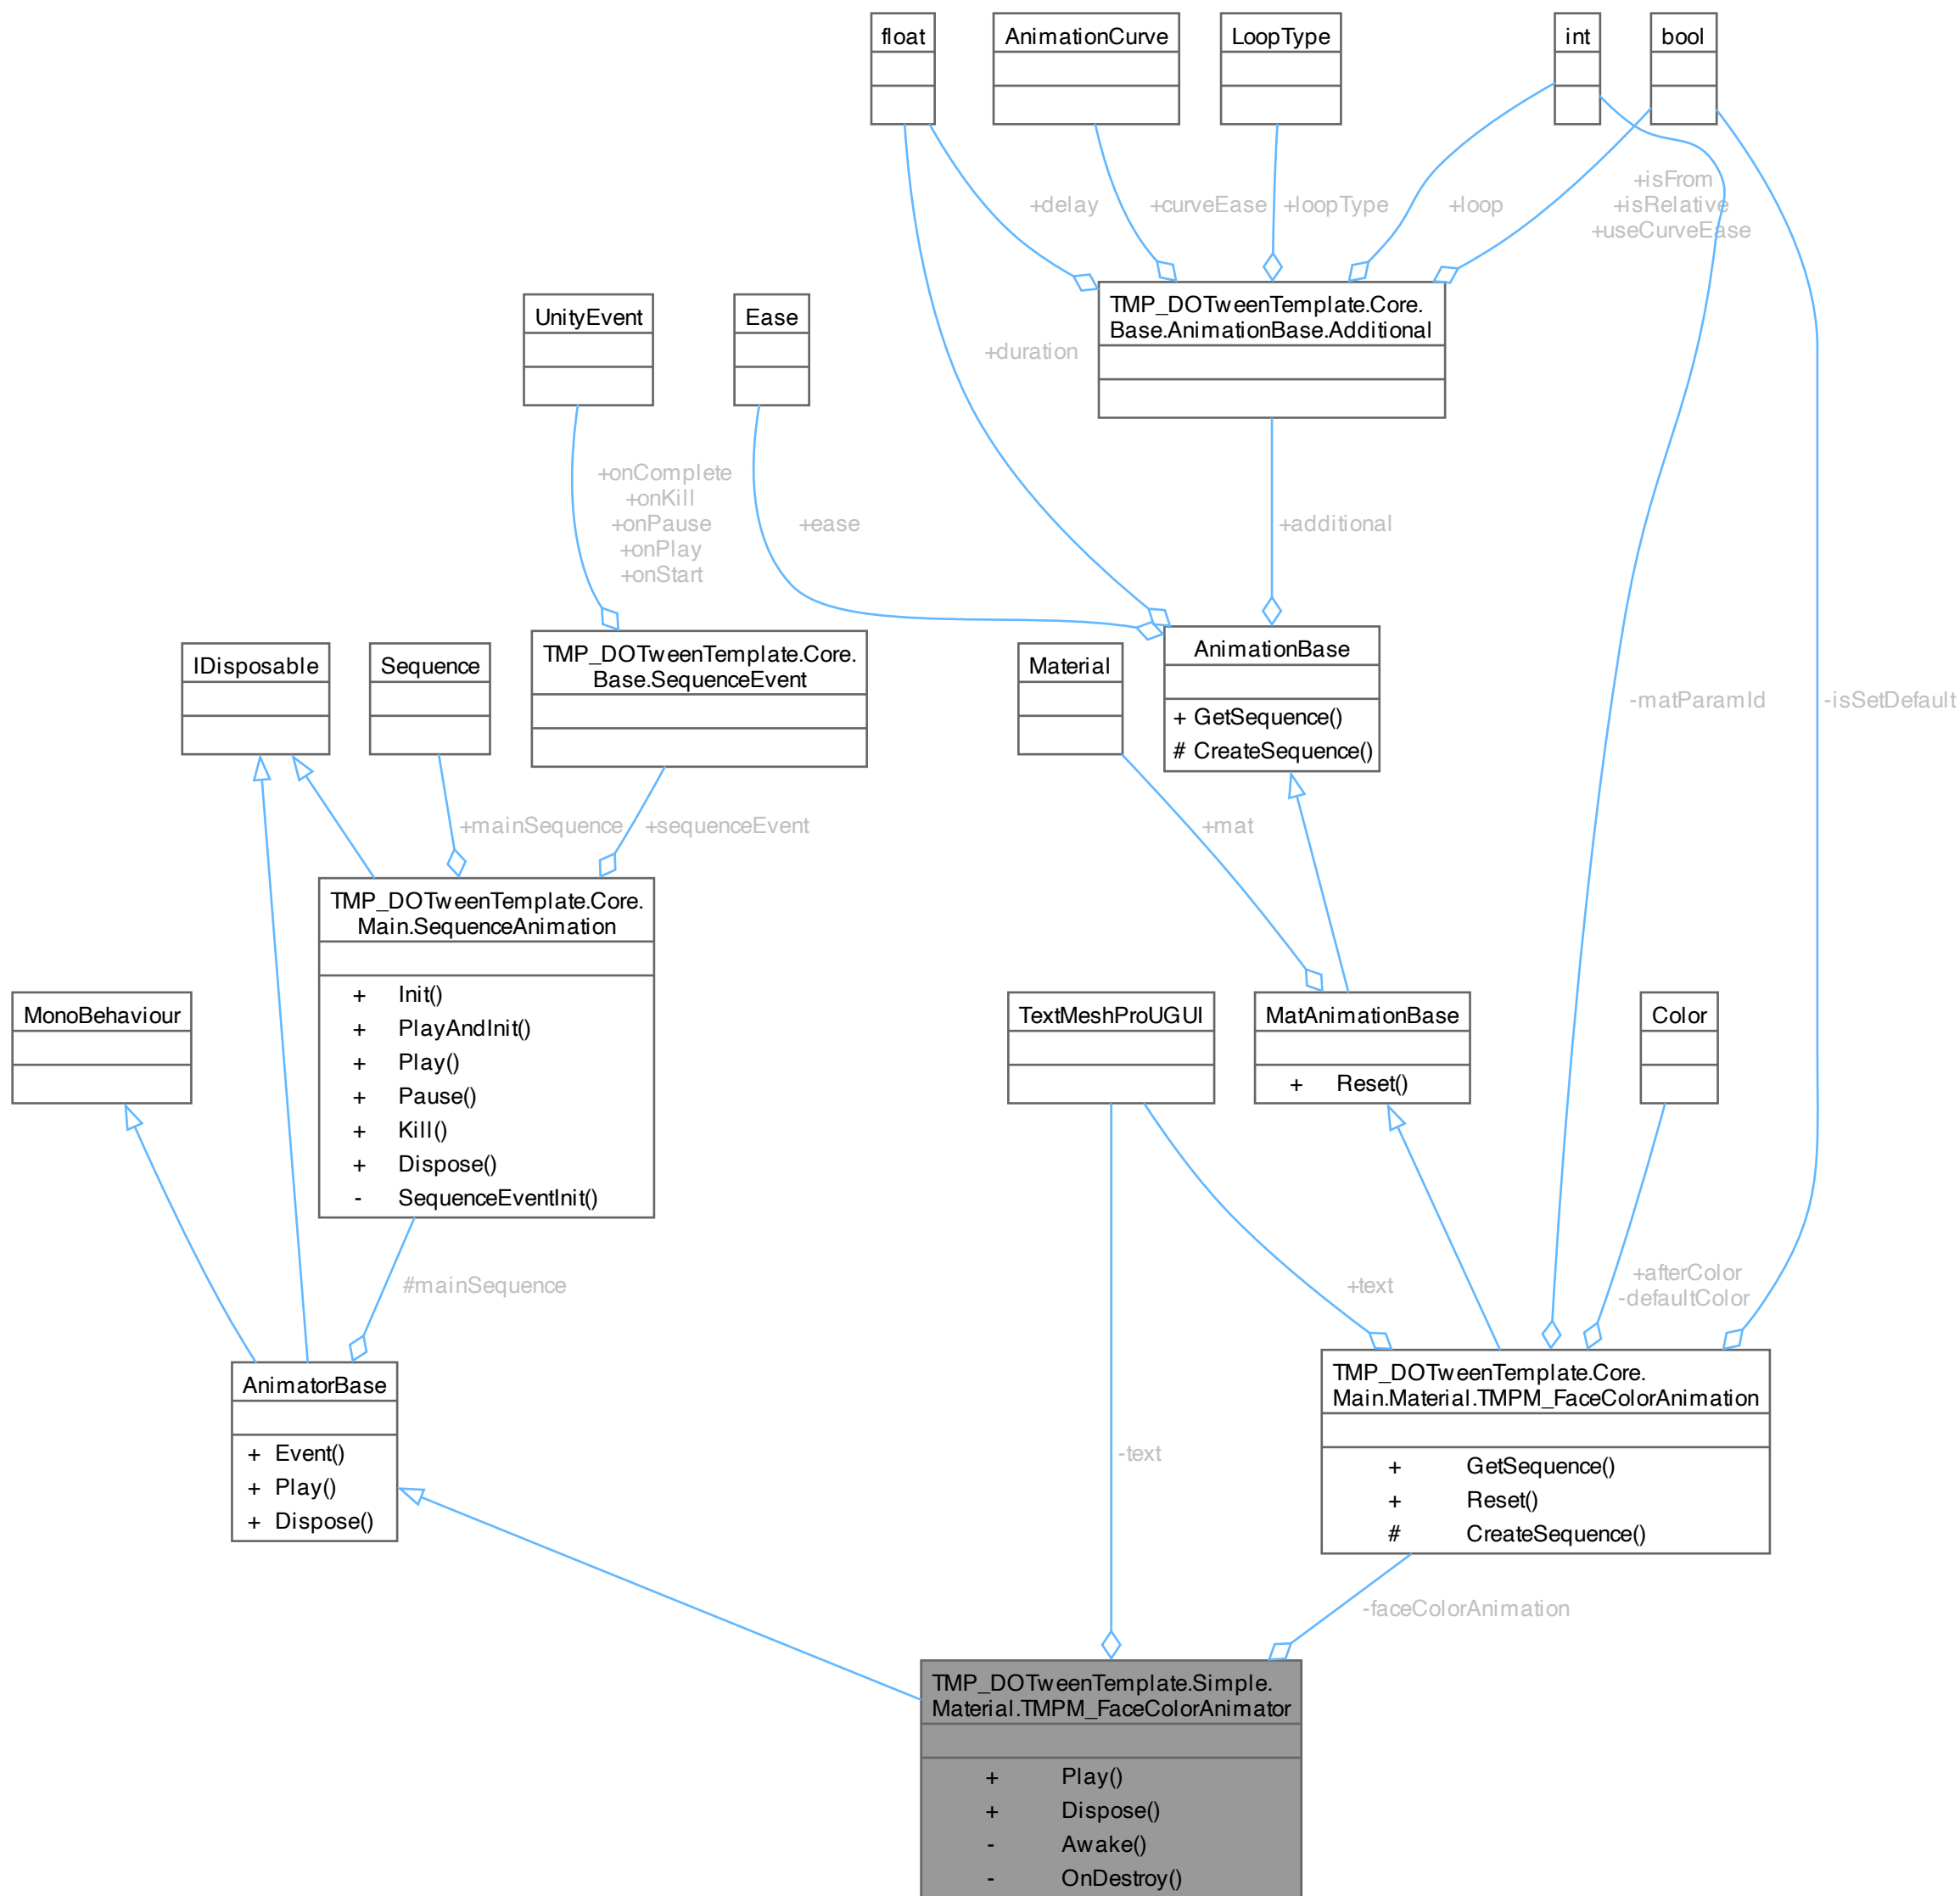 float
AnimationCurve
LoopType
int
bool
+delay
+curveEase
+loopType
+loop
+isFrom
+isRelative
+useCurveEase
UnityEvent
Ease
TMP_DOTweenTemplate.Core.
Base.AnimationBase.Additional
+duration
+onComplete
+onKill
+onPause
+onPlay
+onStart
+ease
+additional
IDisposable
Sequence
TMP_DOTweenTemplate.Core.
Base.SequenceEvent
Material
AnimationBase
+ GetSequence()
# CreateSequence()
-matParamId
-isSetDefault
+mainSequence
+sequenceEvent
+mat
TMP_DOTweenTemplate.Core.
Main.SequenceAnimation
+ Init()
+ PlayAndInit()
+ Play()
+ Pause()
+ Kill()
+ Dispose()
- SequenceEventInit()
MonoBehaviour
TextMeshProUGUI
MatAnimationBase
+ Reset()
Color
#mainSequence
+text
+afterColor
-defaultColor
AnimatorBase
+ Event()
+ Play()
+ Dispose()
-text
TMP_DOTweenTemplate.Core.
Main.Material.TMPM_FaceColorAnimation
+ GetSequence()
+ Reset()
# CreateSequence()
-faceColorAnimation
TMP_DOTweenTemplate.Simple.
Material.TMPM_FaceColorAnimator
+ Play()
+ Dispose()
- Awake()
- OnDestroy()